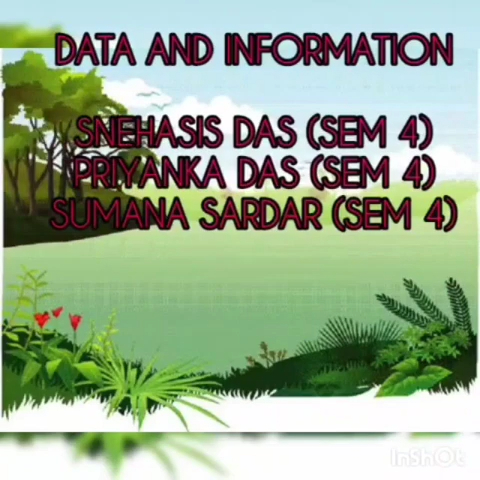 DATA AND INFORMATION
SNEHASIS DAS (SEM 4)
PRIYANKA DAS (SEM 4)
SUMANA SARDAR (SEM 4)
InShOt